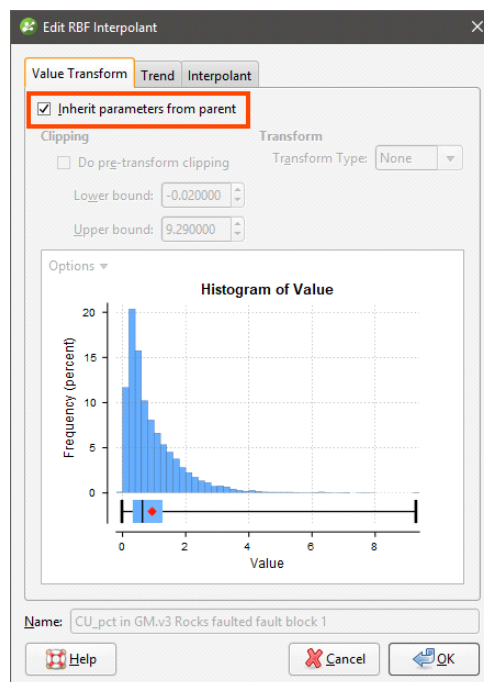 Edit RBF Interpolant
Value Transform Trend Interpolant
Inherit parameters from parent
Clipping Transform
Do pre-transform clipping Transform Type: None
Lower bound: -0.020000
Upper bound: 9.290000
Options
Histogram of Value
Frequency (percent)
20
15
10
5
0
0 2 4 6 8
Value
Name: CU_pct in GM.v3 Rocks faulted fault block 1
Help Cancel OK